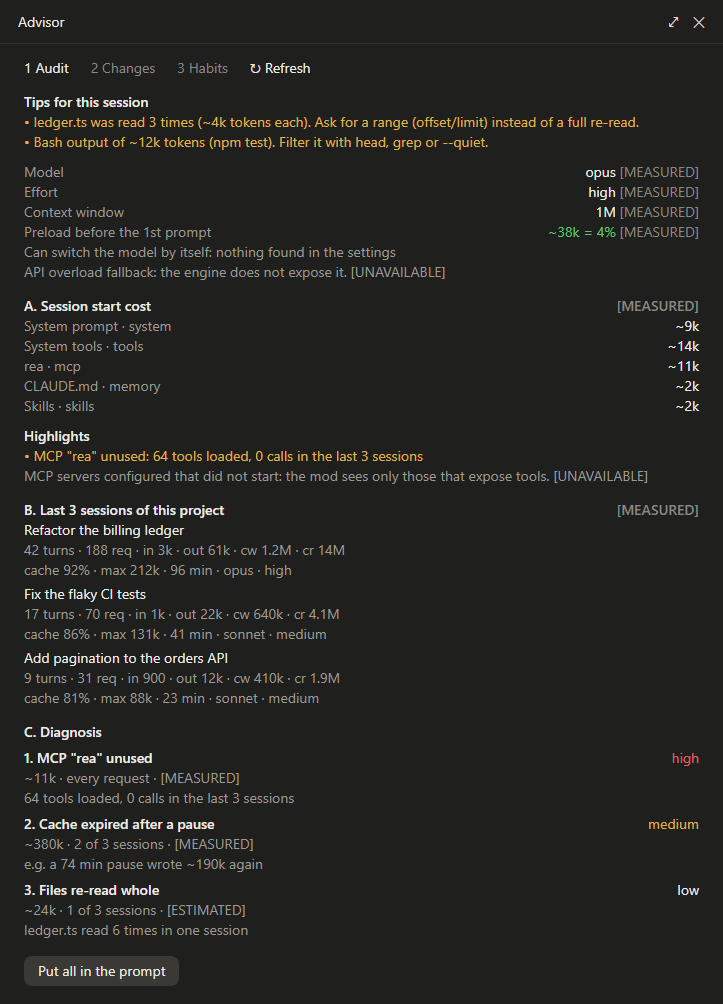 Advisor
1 Audit 2 Changes 3 Habits ↻ Refresh
Tips for this session
• ledger.ts was read 3 times (~4k tokens each). Ask for a range (offset/limit) instead of a full re-read.
• Bash output of ~12k tokens (npm test). Filter it with head, grep or --quiet.
Model opus [MEASURED]
Effort high [MEASURED]
Context window 1M [MEASURED]
Preload before the 1st prompt ~38k = 4% [MEASURED]
Can switch the model by itself: nothing found in the settings
API overload fallback: the engine does not expose it. [UNAVAILABLE]
A. Session start cost [MEASURED]
System prompt · system ~9k
System tools · tools ~14k
rea · mcp ~11k
CLAUDE.md · memory ~2k
Skills · skills ~2k
Highlights
• MCP "rea" unused: 64 tools loaded, 0 calls in the last 3 sessions
MCP servers configured that did not start: the mod sees only those that expose tools. [UNAVAILABLE]
B. Last 3 sessions of this project [MEASURED]
Refactor the billing ledger
42 turns · 188 req · in 3k · out 61k · cw 1.2M · cr 14M
cache 92% · max 212k · 96 min · opus · high
Fix the flaky CI tests
17 turns · 70 req · in 1k · out 22k · cw 640k · cr 4.1M
cache 86% · max 131k · 41 min · sonnet · medium
Add pagination to the orders API
9 turns · 31 req · in 900 · out 12k · cw 410k · cr 1.9M
cache 81% · max 88k · 23 min · sonnet · medium
C. Diagnosis
1. MCP "rea" unused high
~11k · every request · [MEASURED]
64 tools loaded, 0 calls in the last 3 sessions
2. Cache expired after a pause medium
~380k · 2 of 3 sessions · [MEASURED]
e.g. a 74 min pause wrote ~190k again
3. Files re-read whole low
~24k · 1 of 3 sessions · [ESTIMATED]
ledger.ts read 6 times in one session
Put all in the prompt